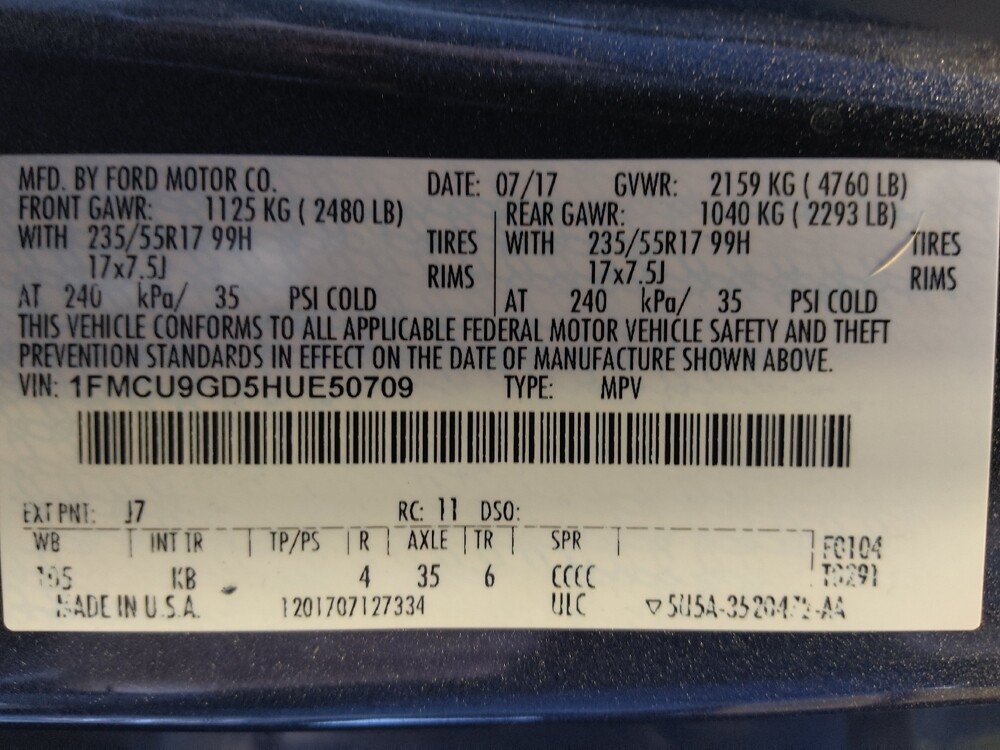 MFD. BY FORD MOTOR CO. DATE: 07/17 GVWR: 2159 KG ( 4760 LB)
FRONT GAWR: 1125 KG ( 2480 LB) REAR GAWR: 1040 KG ( 2293 LB)
WITH 235/55R17 99H TIRES WITH 235/55R17 99H TIRES
17x7.5J RIMS 17x7.5J RIMS
AT 240 kPa/ 35 PSI COLD AT 240 kPa/ 35 PSI COLD
THIS VEHICLE CONFORMS TO ALL APPLICABLE FEDERAL MOTOR VEHICLE SAFETY AND THEFT
PREVENTION STANDARDS IN EFFECT ON THE DATE OF MANUFACTURE SHOWN ABOVE.
VIN: 1FMCU9GD5HUE50709 TYPE: MPV
EXT PNT: J7 RC: 11 DSO:
WB INT TR TP/PS R AXLE TR SPR F0104
105 KB 4 35 6 CCCC T0291
MADE IN U.S.A. 1201707127334 ULC